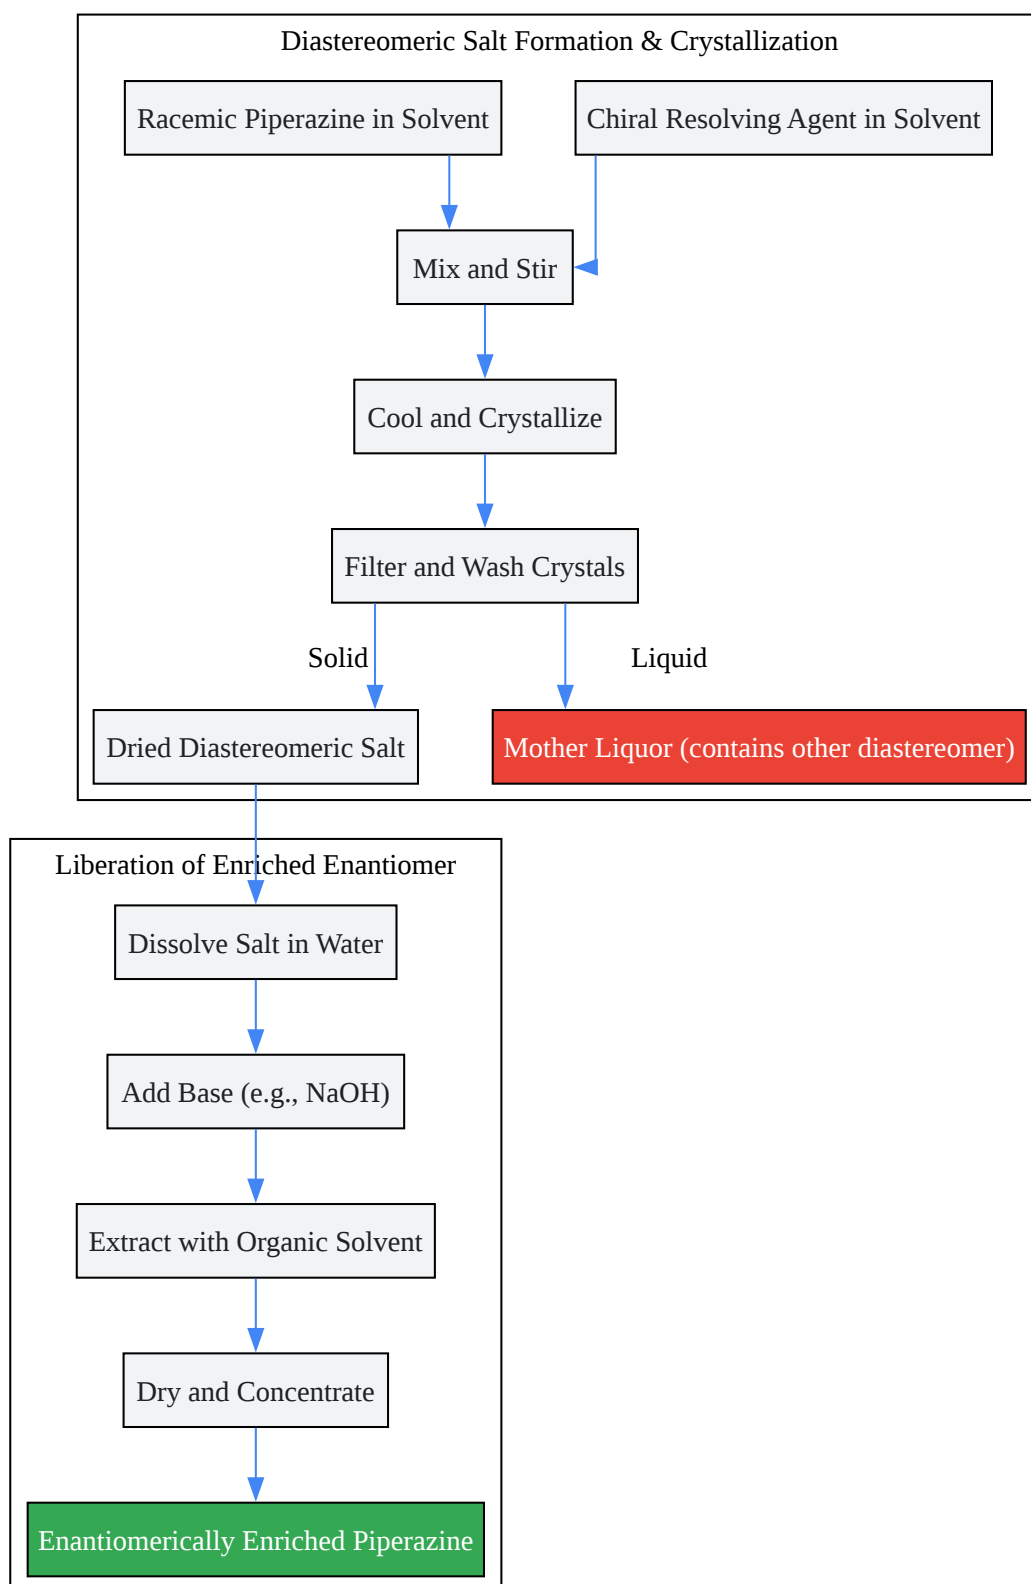 Diastereomeric Salt Formation & Crystallization
Racemic Piperazine in Solvent
Chiral Resolving Agent in Solvent
Mix and Stir
Cool and Crystallize
Filter and Wash Crystals
Solid
Liquid
Dried Diastereomeric Salt
Mother Liquor (contains other diastereomer)
Liberation of Enriched Enantiomer
Dissolve Salt in Water
Add Base (e.g., NaOH)
Extract with Organic Solvent
Dry and Concentrate
Enantiomerically Enriched Piperazine